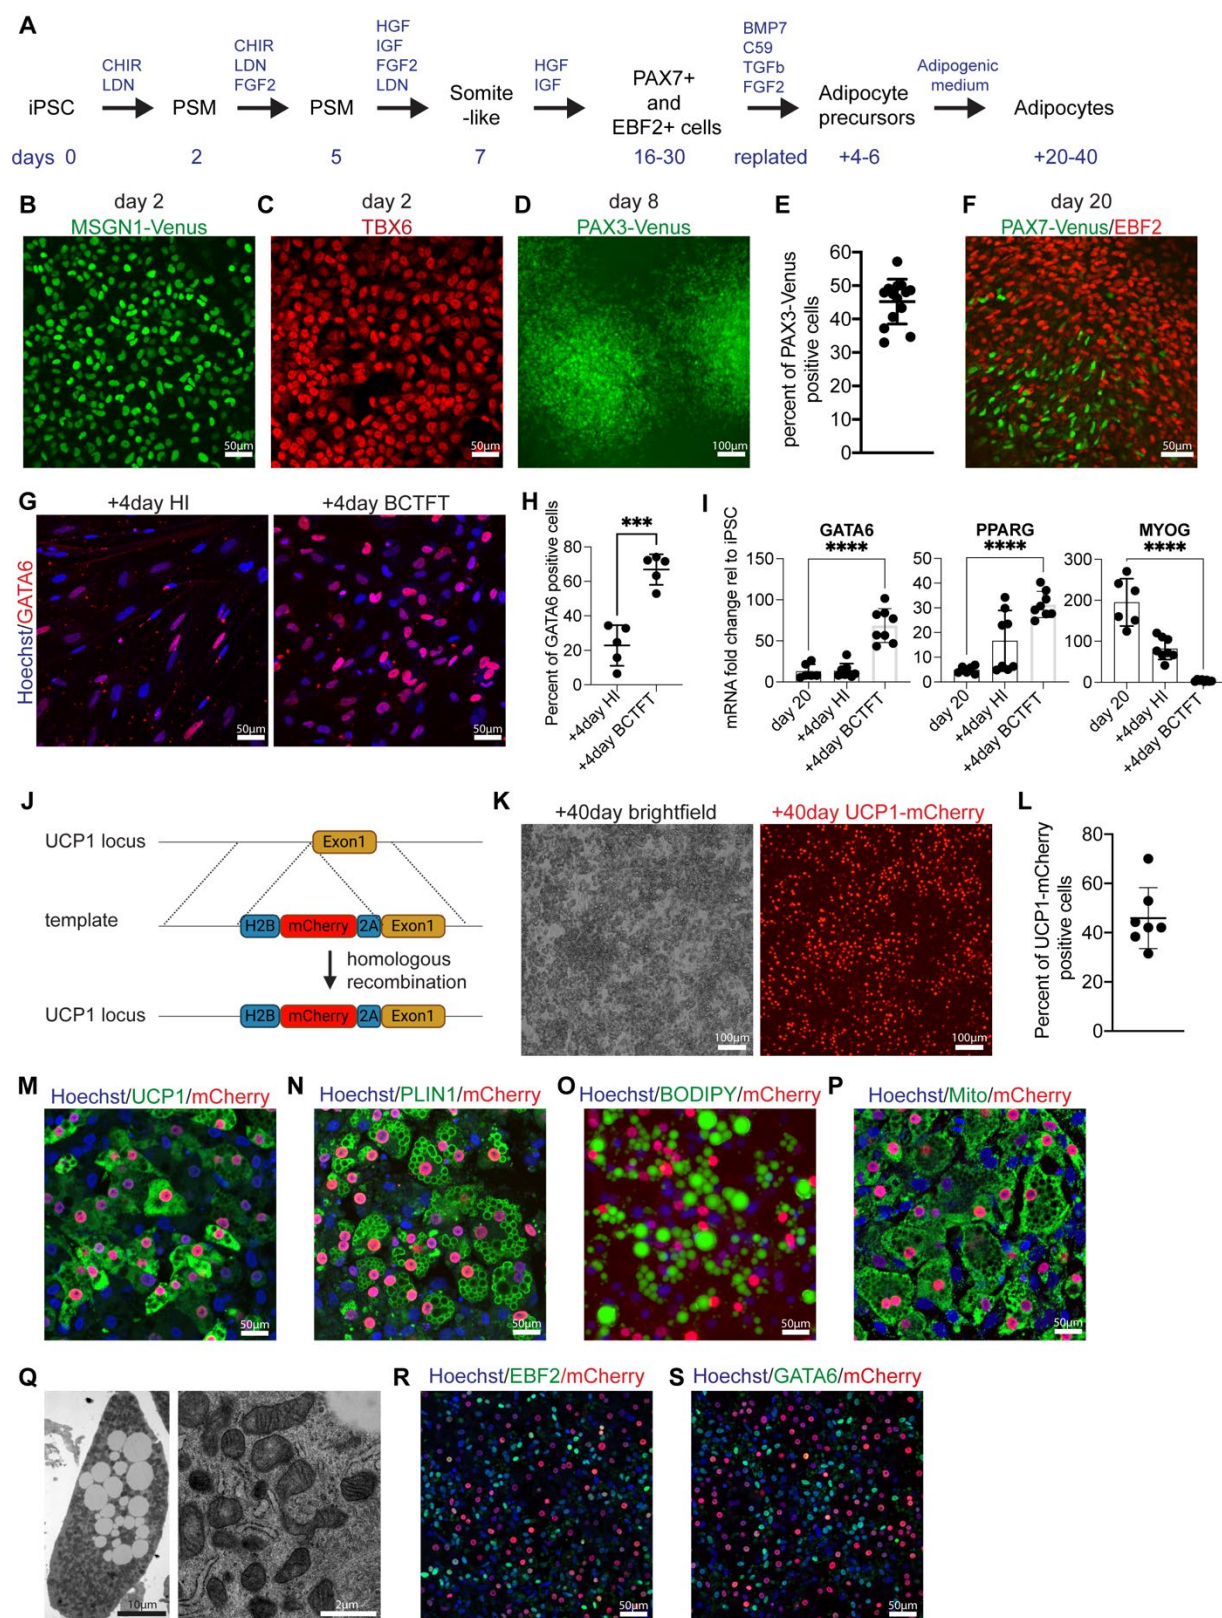 A
CHIR
LDN
CHIR
LDN
FGF2
HGF
IGF
FGF2
LDN
HGF
IGF
BMP7
C59
TGFb
FGF2
Adipogenic
medium
iPSC
PSM
PSM
Somite
-like
PAX7+
and
EBF2+ cells
Adipocyte
precursors
Adipocytes
days 0 2 5 7 16-30 replated +4-6 +20-40
B
day 2
MSGN1-Venus
50µm
C
day 2
TBX6
50µm
D
day 8
PAX3-Venus
100µm
E
percent of PAX3-Venus
positive cells
60
50
40
30
20
10
0
F
day 20
PAX7-Venus/EBF2
50µm
G
Hoechst/GATA6
+4day HI
50µm
+4day BCTFT
50µm
H
Percent of GATA6 positive cells
***
80
60
40
20
0
+4day HI
+4day BCTFT
I
mRNA fold change rel to iPSC
GATA6
****
150
100
50
0
day 20
+4day HI
+4day BCTFT
PPARG
****
50
40
30
20
10
0
day 20
+4day HI
+4day BCTFT
MYOG
****
300
200
100
0
day 20
+4day HI
+4day BCTFT
J
UCP1 locus
Exon1
template
H2B mCherry 2A Exon1
homologous
recombination
UCP1 locus
H2B mCherry 2A Exon1
K
+40day brightfield
100µm
+40day UCP1-mCherry
100µm
L
Percent of UCP1-mCherry
positive cells
80
60
40
20
0
M
Hoechst/UCP1/mCherry
50µm
N
Hoechst/PLIN1/mCherry
50µm
O
Hoechst/BODIPY/mCherry
50µm
P
Hoechst/Mito/mCherry
50µm
Q
10µm
2µm
R
Hoechst/EBF2/mCherry
50µm
S
Hoechst/GATA6/mCherry
50µm